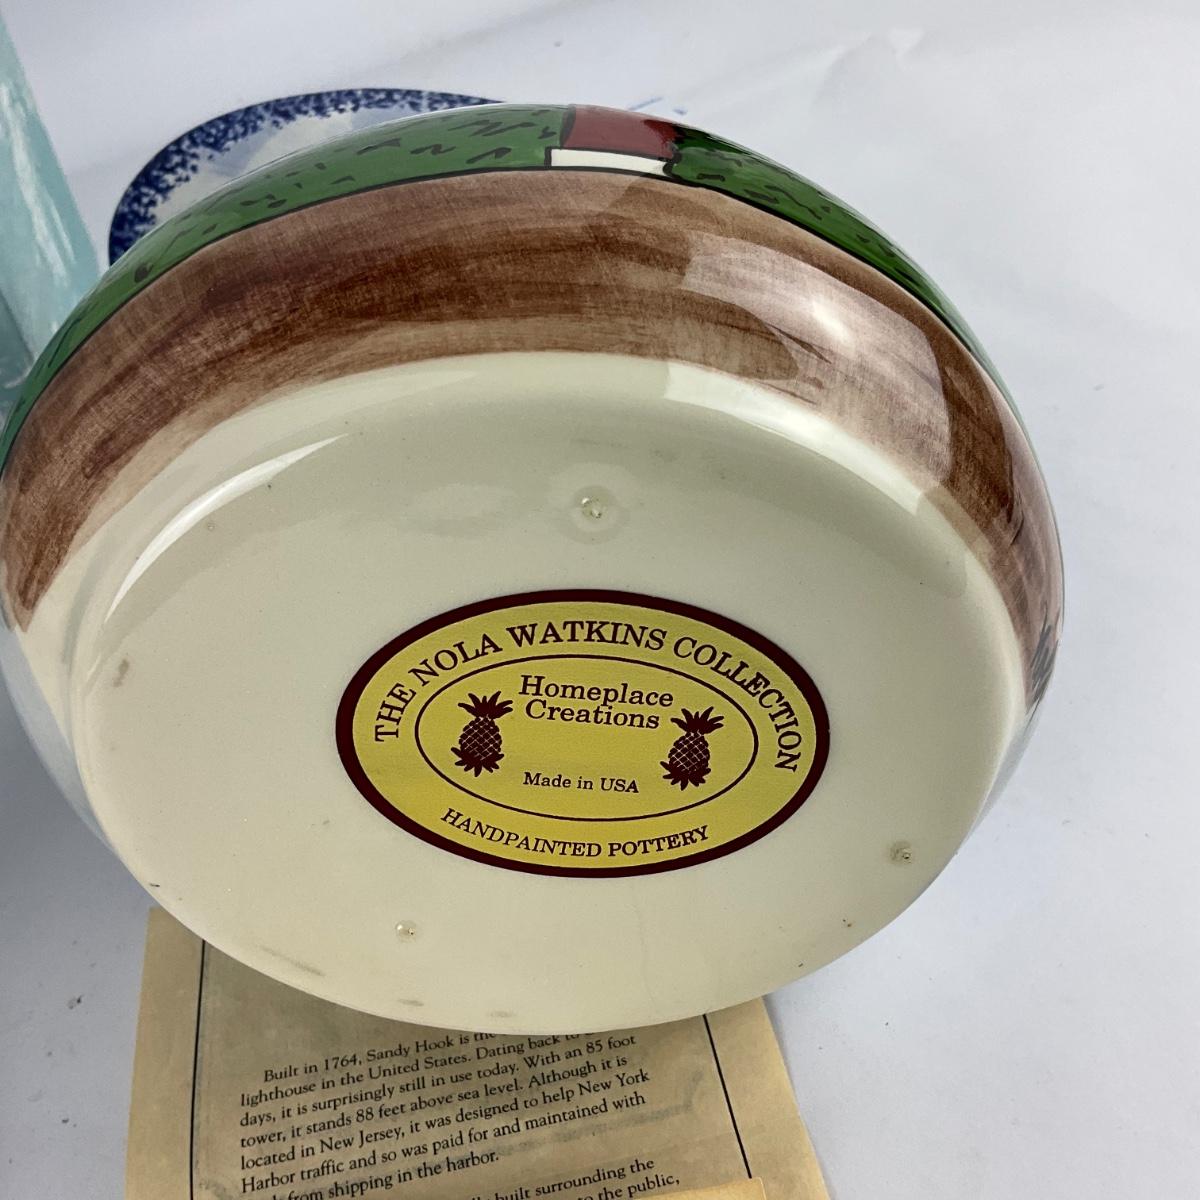 THE NOLA WATKINS COLLECTION
Homeplace
Creations
Made in USA
HANDPAINTED POTTERY
Built in 1764, Sandy Hook is the
lighthouse in the United States. Dating back to
days, it is surprisingly still in use today. With an 85 foot
tower, it stands 88 feet above sea level. Although it is
located in New Jersey, it was designed to help New York
Harbor traffic and so was paid for and maintained with
from shipping in the harbor.
built surrounding the
to the public,